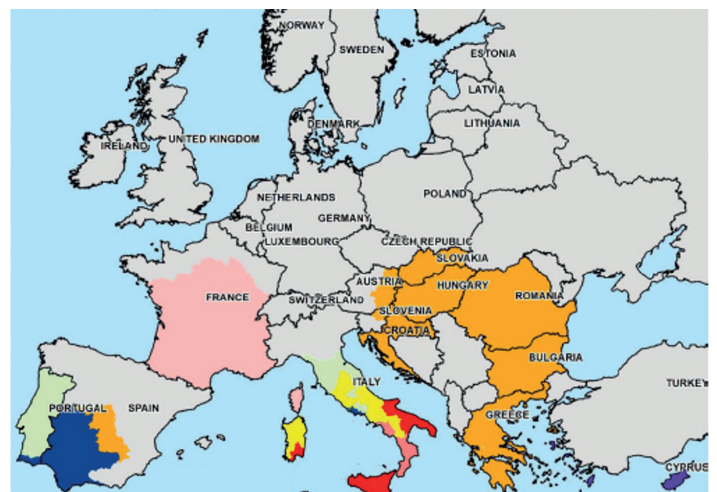 NORWAY
SWEDEN
ESTONIA
LATVIA
DENMARK
LITHUANIA
UNITED KINGDOM
IRELAND
NETHERLANDS
POLAND
GERMANY
BELGIUM
LUXEMBOURG
CZECH REPUBLIC
SLOVAKIA
AUSTRIA
HUNGARY
FRANCE
SWITZERLAND
ROMANIA
SLOVENIA
CROATIA
BULGARIA
ITALY
TURKEY
PORTUGAL
SPAIN
GREECE
CYPRUS